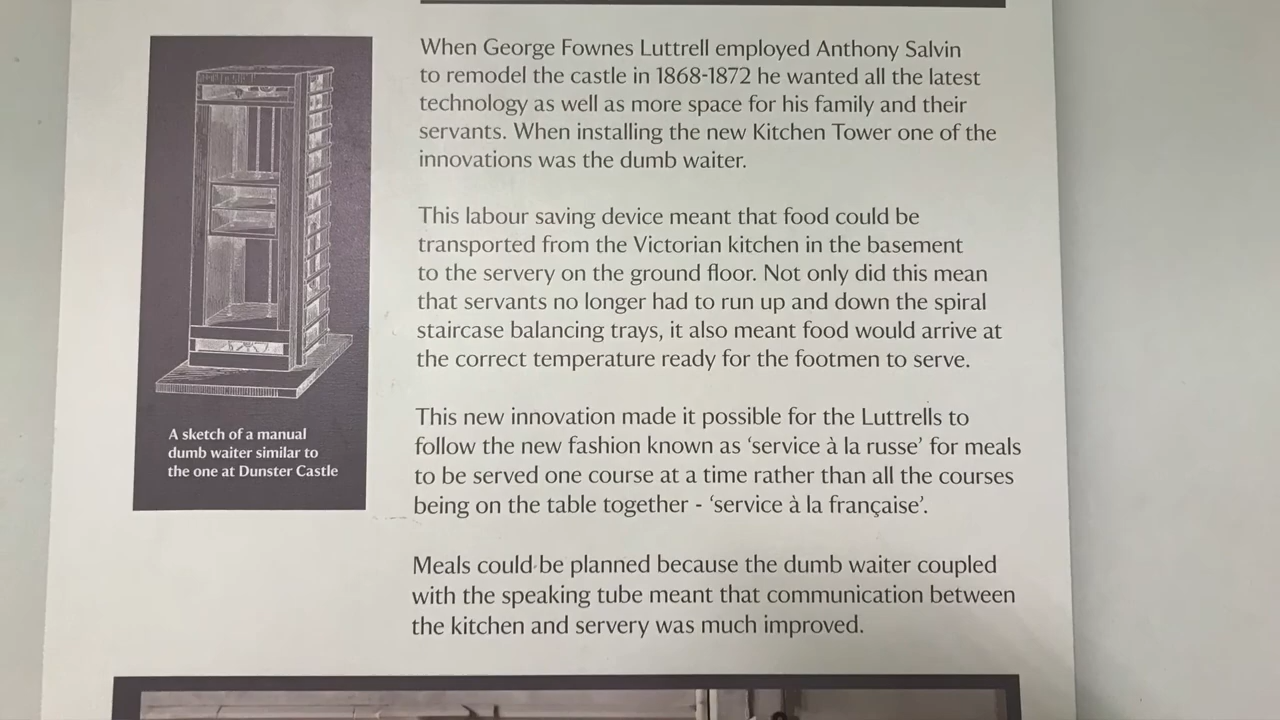 When George Fownes Luttrell employed Anthony Salvin
to remodel the castle in 1868-1872 he wanted all the latest
technology as well as more space for his family and their
servants. When installing the new Kitchen Tower one of the
innovations was the dumb waiter.
This labour saving device meant that food could be
transported from the Victorian kitchen in the basement
to the servery on the ground floor. Not only did this mean
that servants no longer had to run up and down the spiral
staircase balancing trays, it also meant food would arrive at
the correct temperature ready for the footmen to serve.
This new innovation made it possible for the Luttrells to
follow the new fashion known as ‘service à la russe’ for meals
to be served one course at a time rather than all the courses
being on the table together - ‘service à la française’.
Meals could be planned because the dumb waiter coupled
with the speaking tube meant that communication between
the kitchen and servery was much improved.
A sketch of a manual
dumb waiter similar to
the one at Dunster Castle